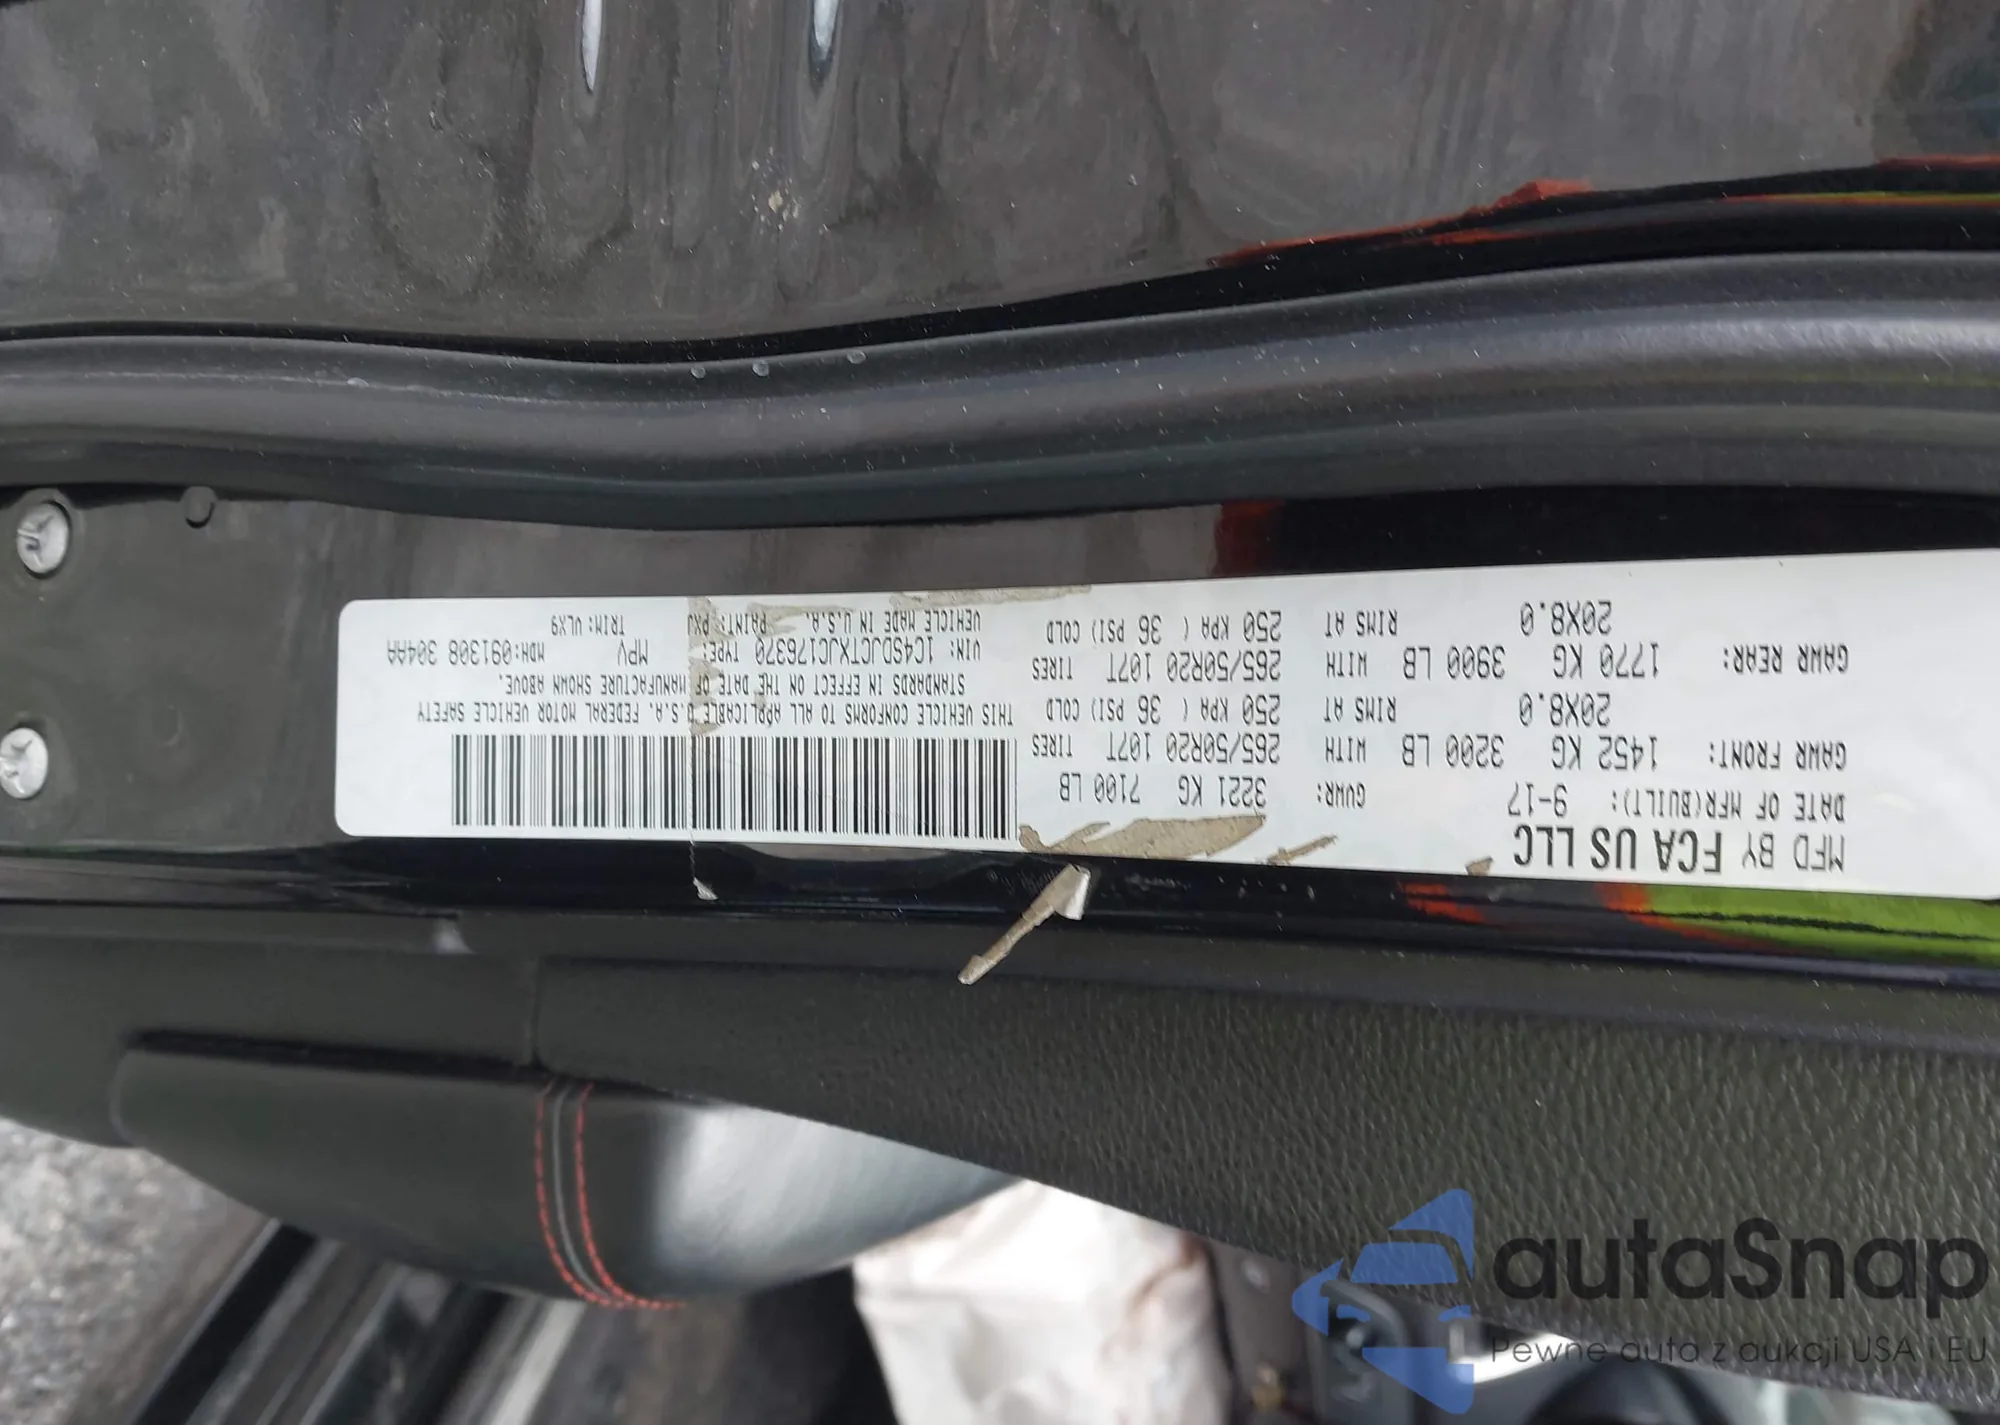 MFD BY FCA US LLC
DATE OF MFR(BUILT): 9-17 GVWR: 3221 KG 7100 LB
GAWR FRONT: 1452 KG 3200 LB WITH TIRES 265/50R20 107T
20X8.0 RIMS AT 250 KPA ( 36 PSI) COLD
GAWR REAR: 1770 KG 3900 LB WITH TIRES 265/50R20 107T
20X8.0 RIMS AT 250 KPA ( 36 PSI) COLD
THIS VEHICLE CONFORMS TO ALL APPLICABLE U.S.A. FEDERAL MOTOR VEHICLE SAFETY
STANDARDS IN EFFECT ON THE DATE OF MANUFACTURE SHOWN ABOVE.
VIN: 1C4SDJCTXJC176370 TYPE: MPV MDH:091308 304AA
VEHICLE MADE IN U.S.A. PAINT: PXJ TRIM:VLX9
autaSnap
Pewne auta z aukcji USA i EU